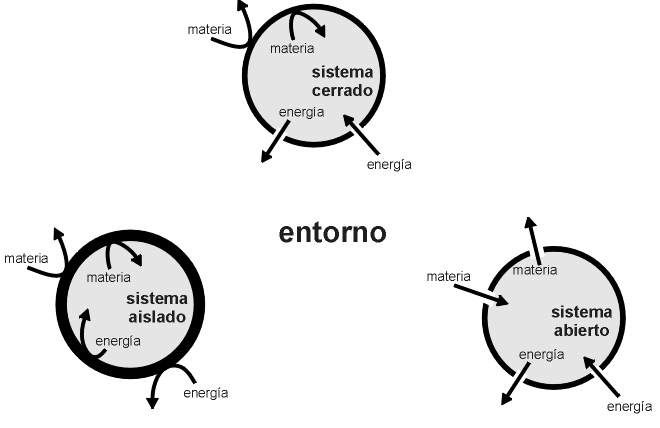 materia
materia
sistema
cerrado
energía
energía
entorno
materia
materia
sistema
aislado
energía
energía
materia
materia
sistema
abierto
energía
energía